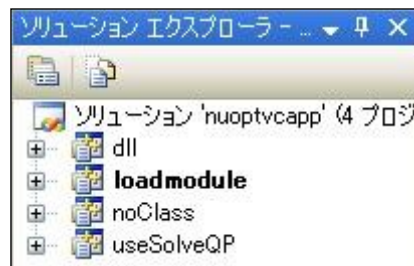 ソリューション エクスプローラ - ...
ソリューション 'nuoptvcapp' (4 プロジ
dll
loadmodule
noClass
useSolveQP